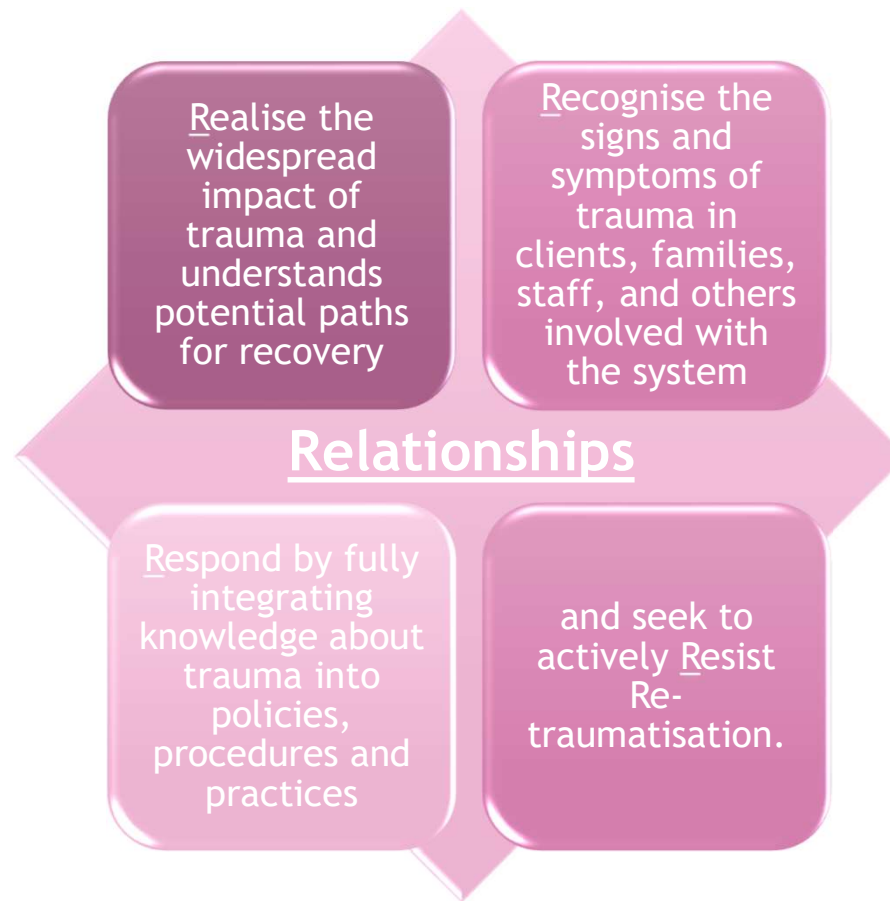 Realise the
widespread
impact of
trauma and
understands
potential paths
for recovery
Recognise the
signs and
symptoms of
trauma in
clients, families,
staff, and others
involved with
the system
Relationships
Respond by fully
integrating
knowledge about
trauma into
policies,
procedures and
practices
and seek to
actively Resist
Re-
traumatisation.